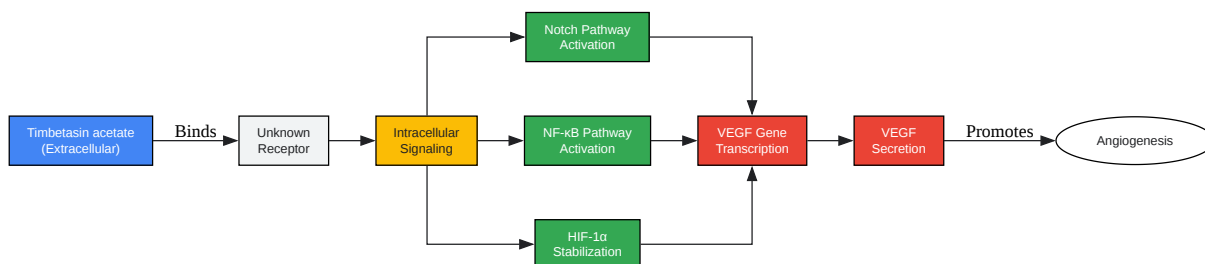 Notch Pathway
Activation
Timbetasin acetate
(Extracellular)
Binds
Unknown
Receptor
Intracellular
Signaling
NF-κB Pathway
Activation
VEGF Gene
Transcription
VEGF
Secretion
Promotes
Angiogenesis
HIF-1α
Stabilization